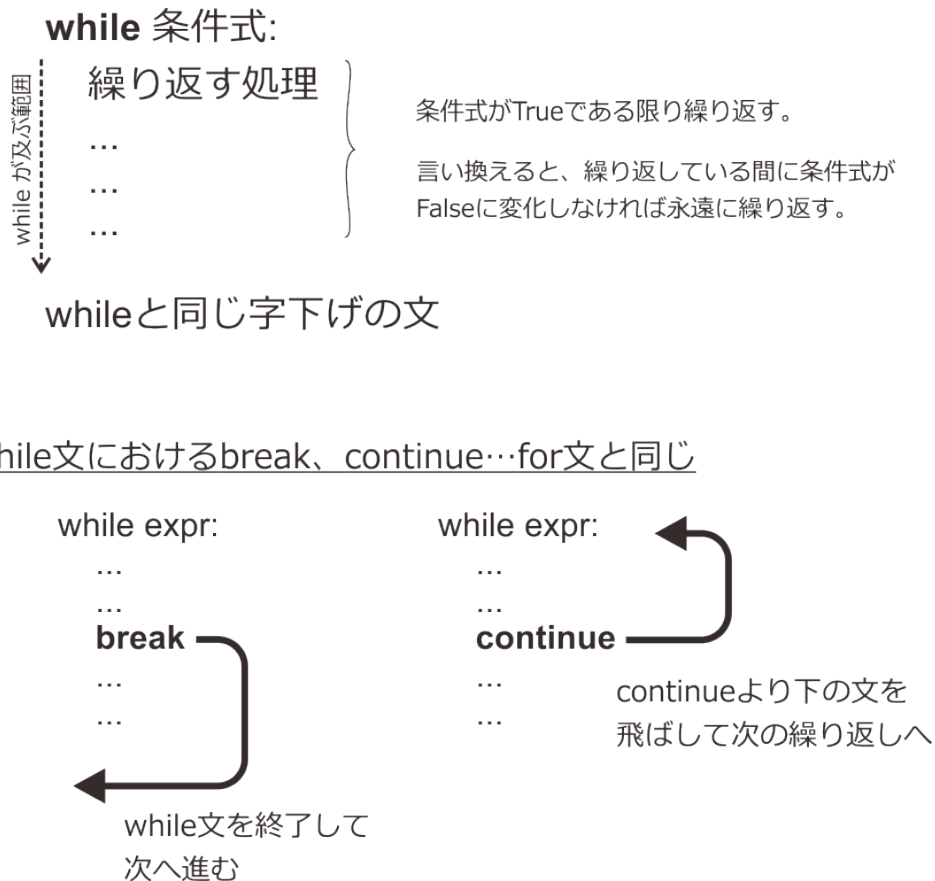 while 条件式:
while が及ぶ範囲
繰り返す処理
…
…
…
条件式がTrueである限り繰り返す。
言い換えると、繰り返している間に条件式が
Falseに変化しなければ永遠に繰り返す。
whileと同じ字下げの文
hile文におけるbreak、continue…for文と同じ
while expr:
…
…
break
…
…
while文を終了して
次へ進む
while expr:
…
…
continue
…
…
continueより下の文を
飛ばして次の繰り返しへ